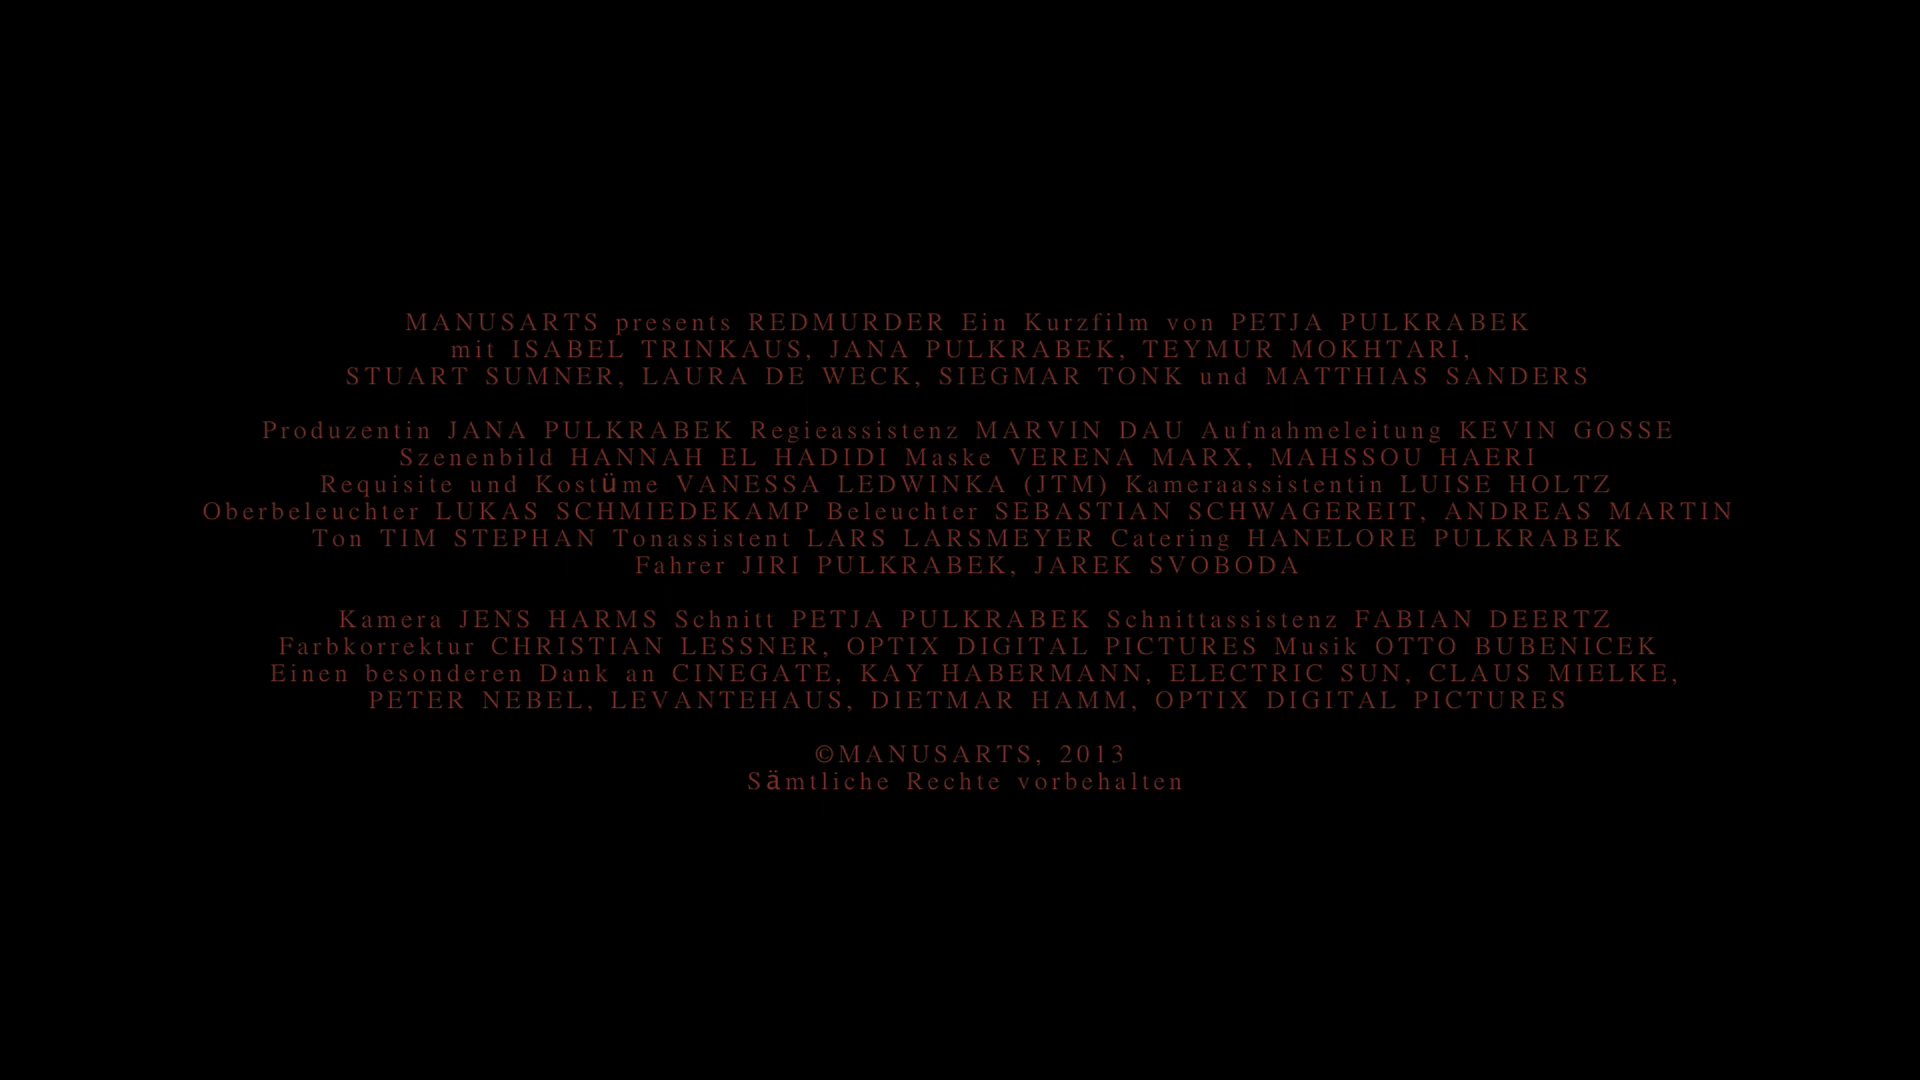 MANUSARTS presents REDMURDER Ein Kurzfilm von PETJA PULKRABEK
mit ISABEL TRINKAUS, JANA PULKRABEK, TEYMUR MOKHTARI,
STUART SUMNER, LAURA DE WECK, SIEGMAR TONK und MATTHIAS SANDERS
Produzentin JANA PULKRABEK Regieassistenz MARVIN DAU Aufnahmeleitung KEVIN GOSSE
Szenenbild HANNAH EL HADIDI Maske VERENA MARX, MAHSSOU HAERI
Requisite und Kostüme VANESSA LEDWINKA (JTM) Kameraassistentin LUISE HOLTZ
Oberbeleuchter LUKAS SCHMIEDEKAMP Beleuchter SEBASTIAN SCHWAGEREIT, ANDREAS MARTIN
Ton TIM STEPHAN Tonassistent LARS LARSMEYER Catering HANELORE PULKRABEK
Fahrer JIRI PULKRABEK, JAREK SVOBODA
Kamera JENS HARMS Schnitt PETJA PULKRABEK Schnittassistenz FABIAN DEERTZ
Farbkorrektur CHRISTIAN LESSNER, OPTIX DIGITAL PICTURES Musik OTTO BUBENICEK
Einen besonderen Dank an CINEGATE, KAY HABERMANN, ELECTRIC SUN, CLAUS MIELKE,
PETER NEBEL, LEVANTEHAUS, DIETMAR HAMM, OPTIX DIGITAL PICTURES
©MANUSARTS, 2013
Sämtliche Rechte vorbehalten